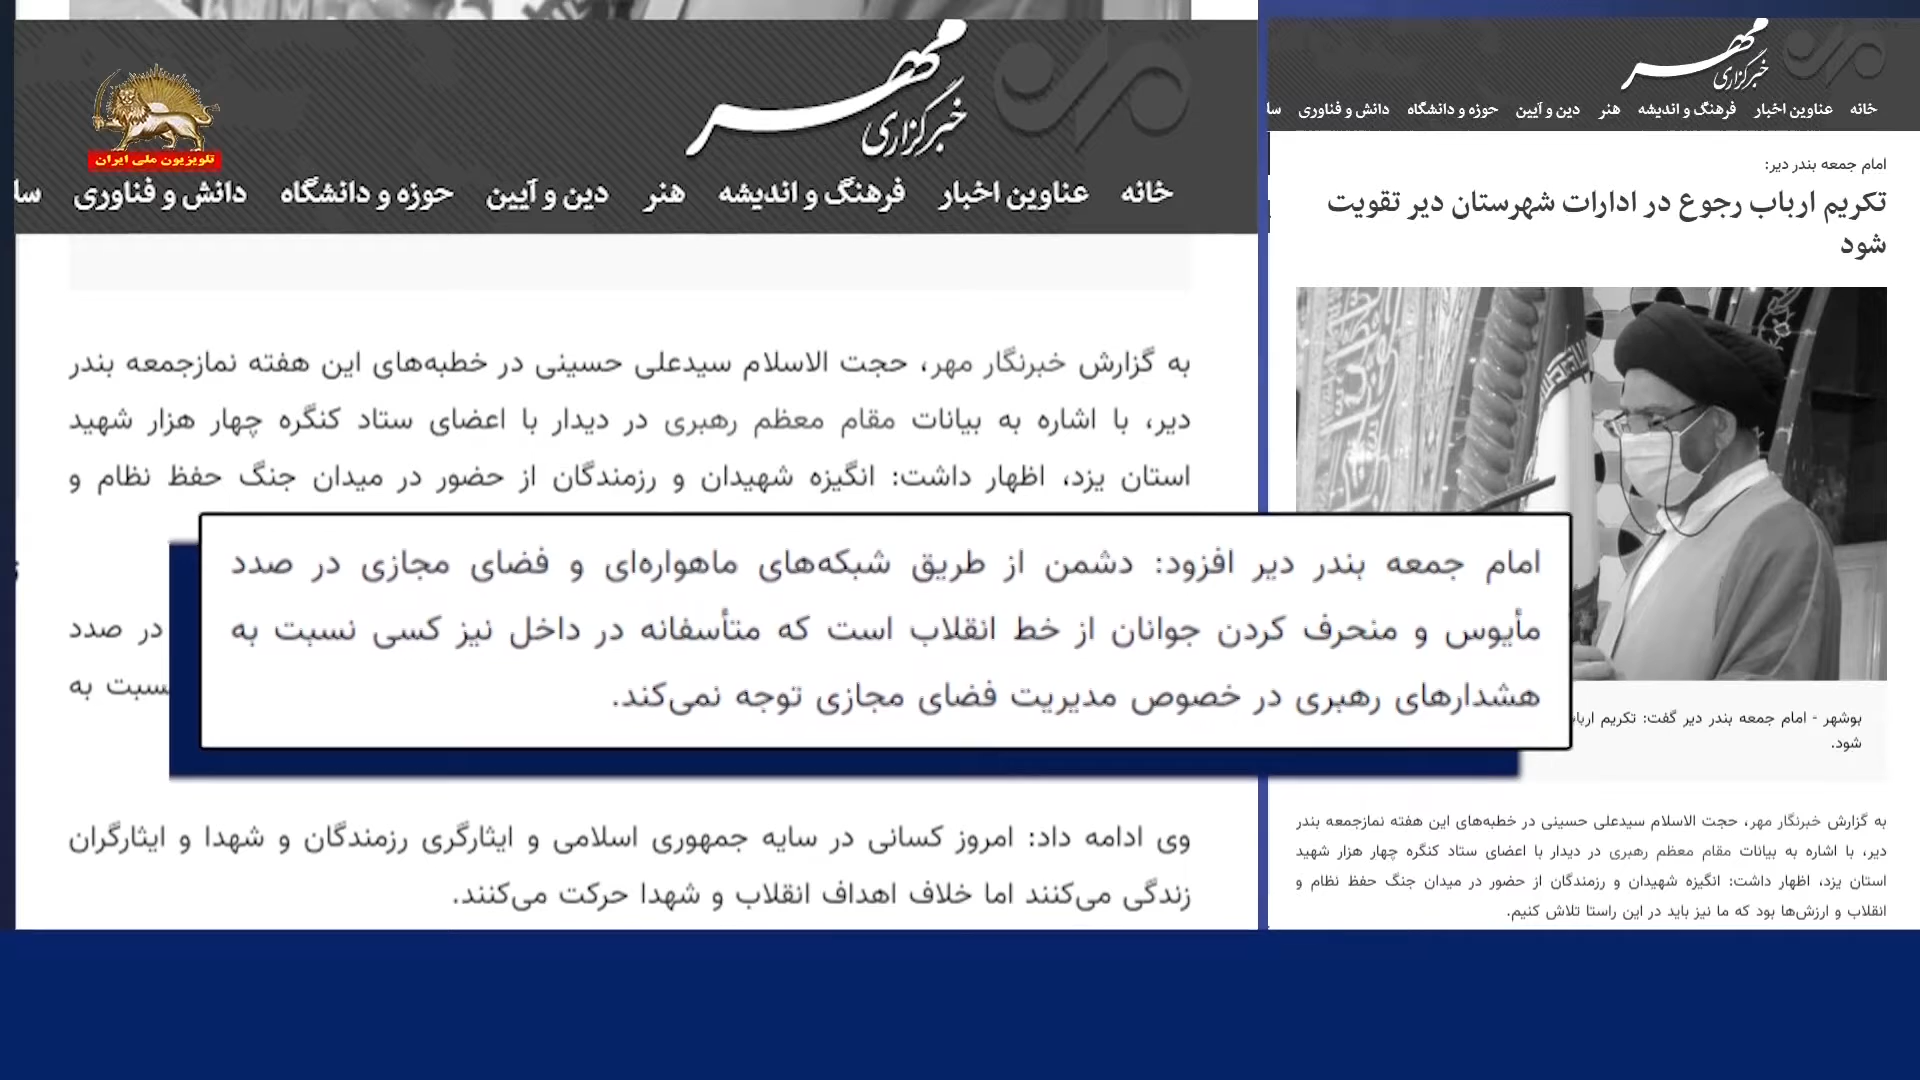 خبرگزاری مهر
تلویزیون ملی ایران
خانه عناوین اخبار فرهنگ و اندیشه هنر دین و آیین حوزه و دانشگاه دانش و فناوری سا
به گزارش خبرنگار مهر، حجت الاسلام سیدعلی حسینی در خطبه‌های این هفته نمازجمعه بندر
دیر، با اشاره به بیانات مقام معظم رهبری در دیدار با اعضای ستاد کنگره چهار هزار شهید
استان یزد، اظهار داشت: انگیزه شهیدان و رزمندگان از حضور در میدان جنگ حفظ نظام و
امام جمعه بندر دیر افزود: دشمن از طریق شبکه‌های ماهواره‌ای و فضای مجازی در صدد
مأیوس و منحرف کردن جوانان از خط انقلاب است که متأسفانه در داخل نیز کسی نسبت به
هشدارهای رهبری در خصوص مدیریت فضای مجازی توجه نمی‌کند.
در صدد
نسبت به
وی ادامه داد: امروز کسانی در سایه جمهوری اسلامی و ایثارگری رزمندگان و شهدا و ایثارگران
زندگی می‌کنند اما خلاف اهداف انقلاب و شهدا حرکت می‌کنند.
خبرگزاری مهر
خانه عناوین اخبار فرهنگ و اندیشه هنر دین و آیین حوزه و دانشگاه دانش و فناوری سا
امام جمعه بندر دیر:
تکریم ارباب رجوع در ادارات شهرستان دیر تقویت
شود
بوشهر - امام جمعه بندر دیر گفت: تکریم
شود.
به گزارش خبرنگار مهر، حجت الاسلام سیدعلی حسینی در خطبه‌های این هفته نمازجمعه بندر
دیر، با اشاره به بیانات مقام معظم رهبری در دیدار با اعضای ستاد کنگره چهار هزار شهید
استان یزد، اظهار داشت: انگیزه شهیدان و رزمندگان از حضور در میدان جنگ حفظ نظام و
انقلاب و ارزش‌ها بود که ما نیز باید در این راستا تلاش کنیم.